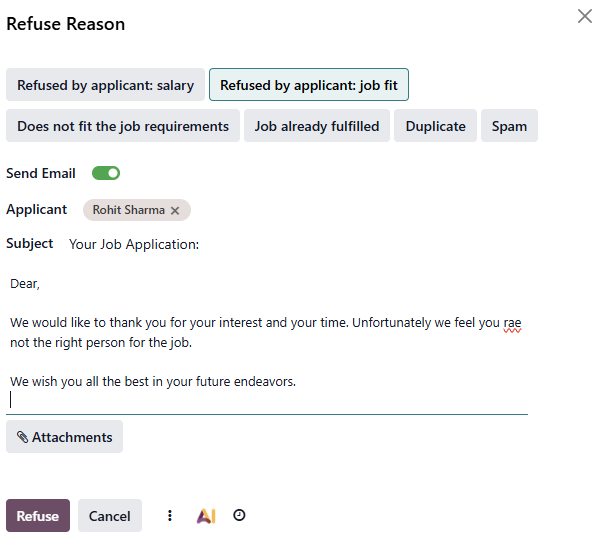 Refuse Reason
Refused by applicant: salary Refused by applicant: job fit
Does not fit the job requirements Job already fulfilled Duplicate Spam
Send Email
Applicant Rohit Sharma ×
Subject Your Job Application:
Dear,
We would like to thank you for your interest and your time. Unfortunately we feel you rae
not the right person for the job.
We wish you all the best in your future endeavors.
Attachments
Refuse Cancel AI